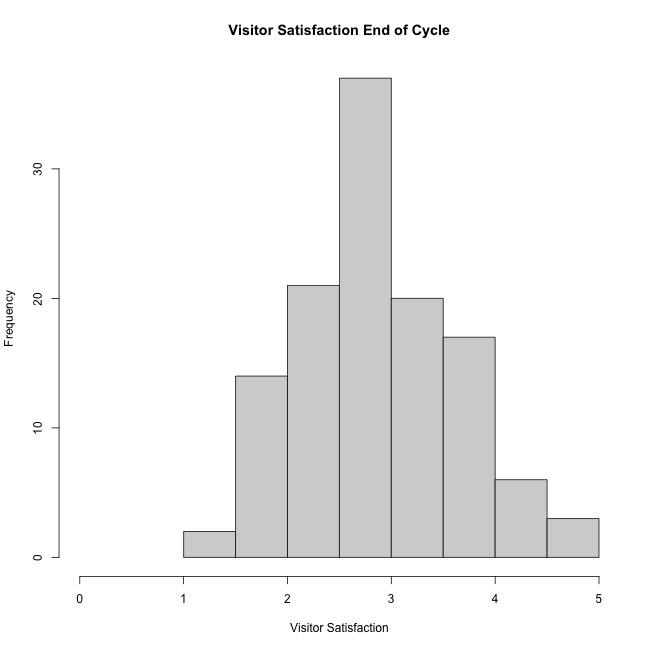 Visitor Satisfaction End of Cycle
30
20
10
0
Frequency
0 1 2 3 4 5
Visitor Satisfaction